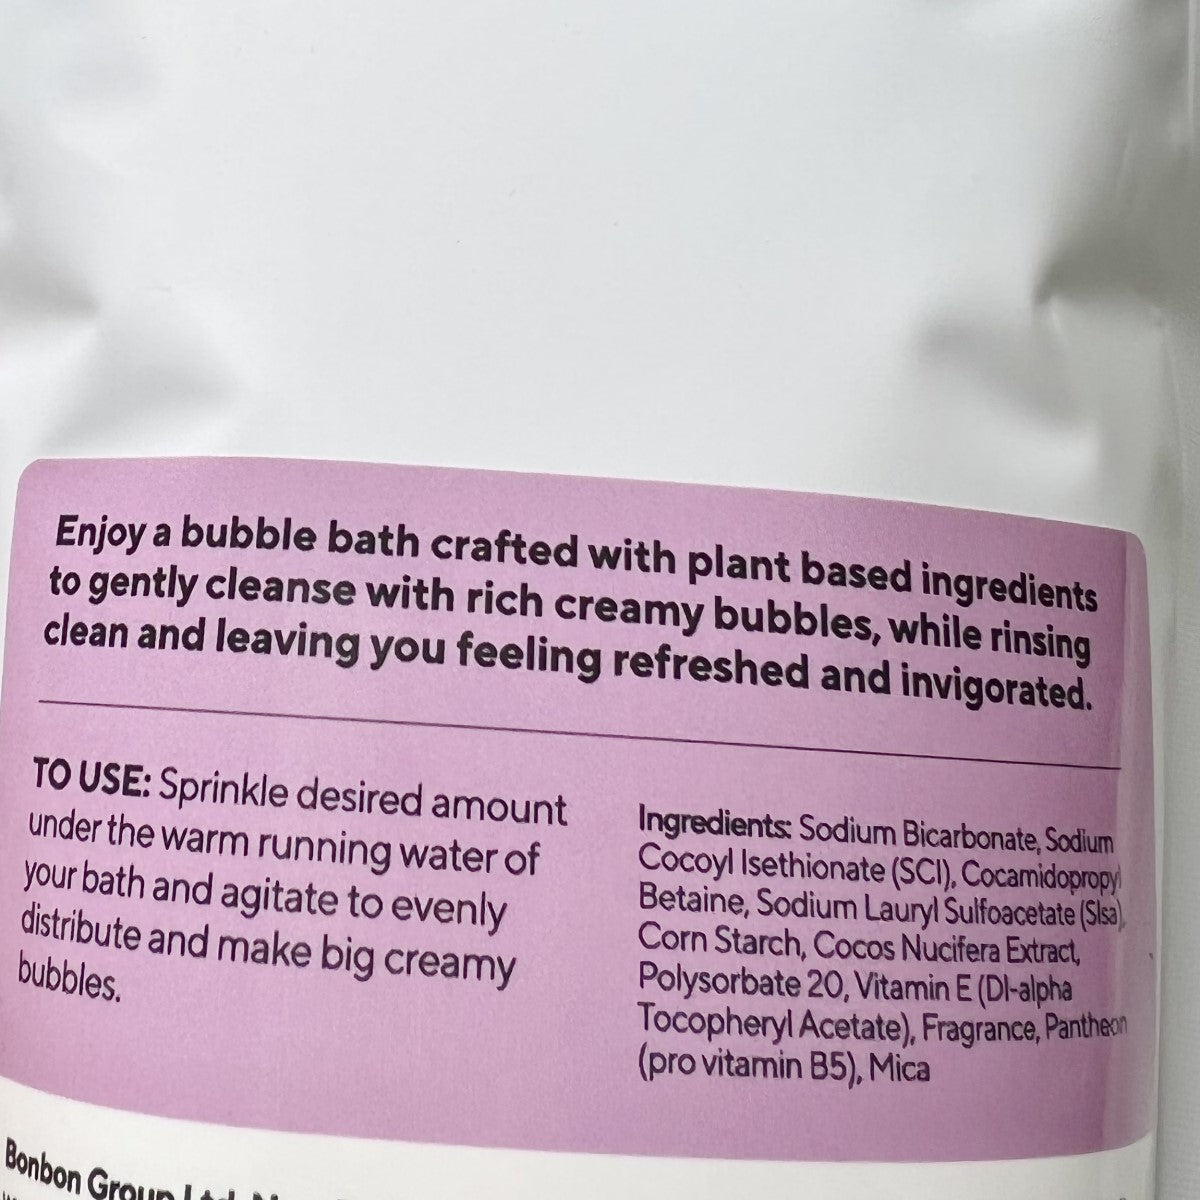 Enjoy a bubble bath crafted with plant based ingredients
to gently cleanse with rich creamy bubbles, while rinsing
clean and leaving you feeling refreshed and invigorated.
TO USE: Sprinkle desired amount
under the warm running water of
your bath and agitate to evenly
distribute and make big creamy
bubbles.
Ingredients: Sodium Bicarbonate, Sodium
Cocoyl Isethionate (SCI), Cocamidopropyl
Betaine, Sodium Lauryl Sulfoacetate (Slsa),
Corn Starch, Cocos Nucifera Extract,
Polysorbate 20, Vitamin E (Dl-alpha
Tocopheryl Acetate), Fragrance, Pantheon
(pro vitamin B5), Mica
Bonbon Group Ltd.